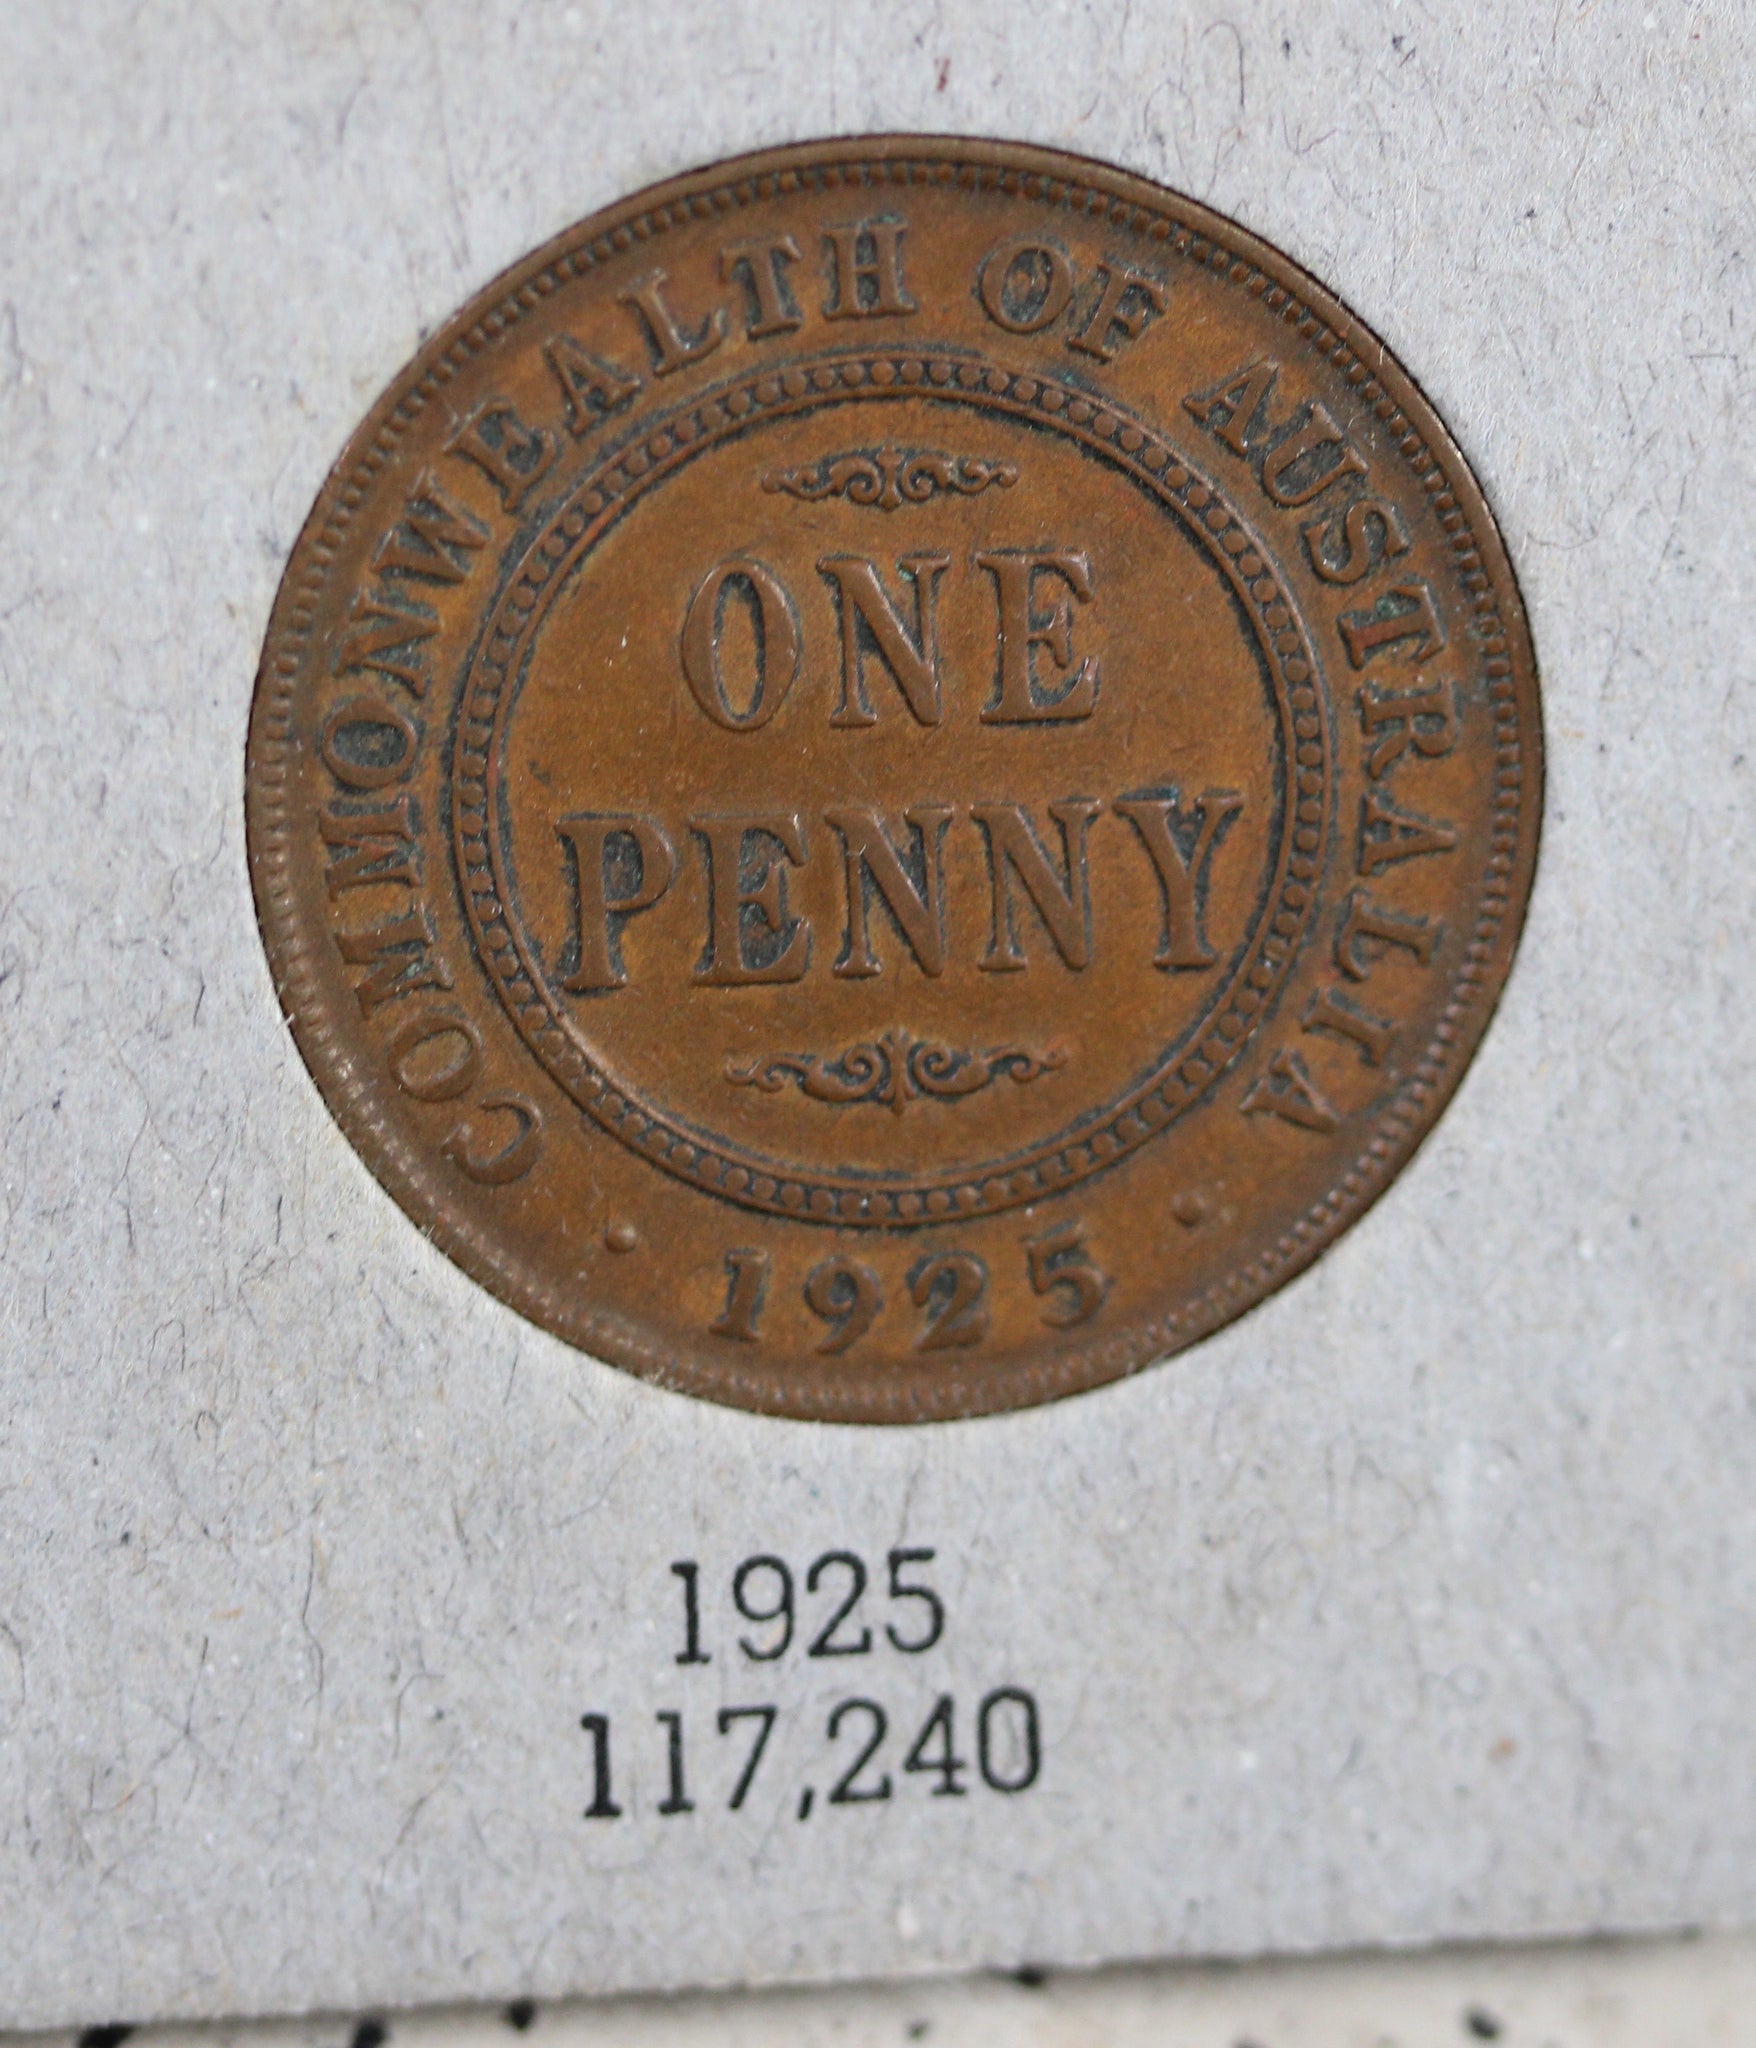 COMMONWEALTH OF AUSTRALIA
ONE
PENNY
· 1925 ·
1925
117,240